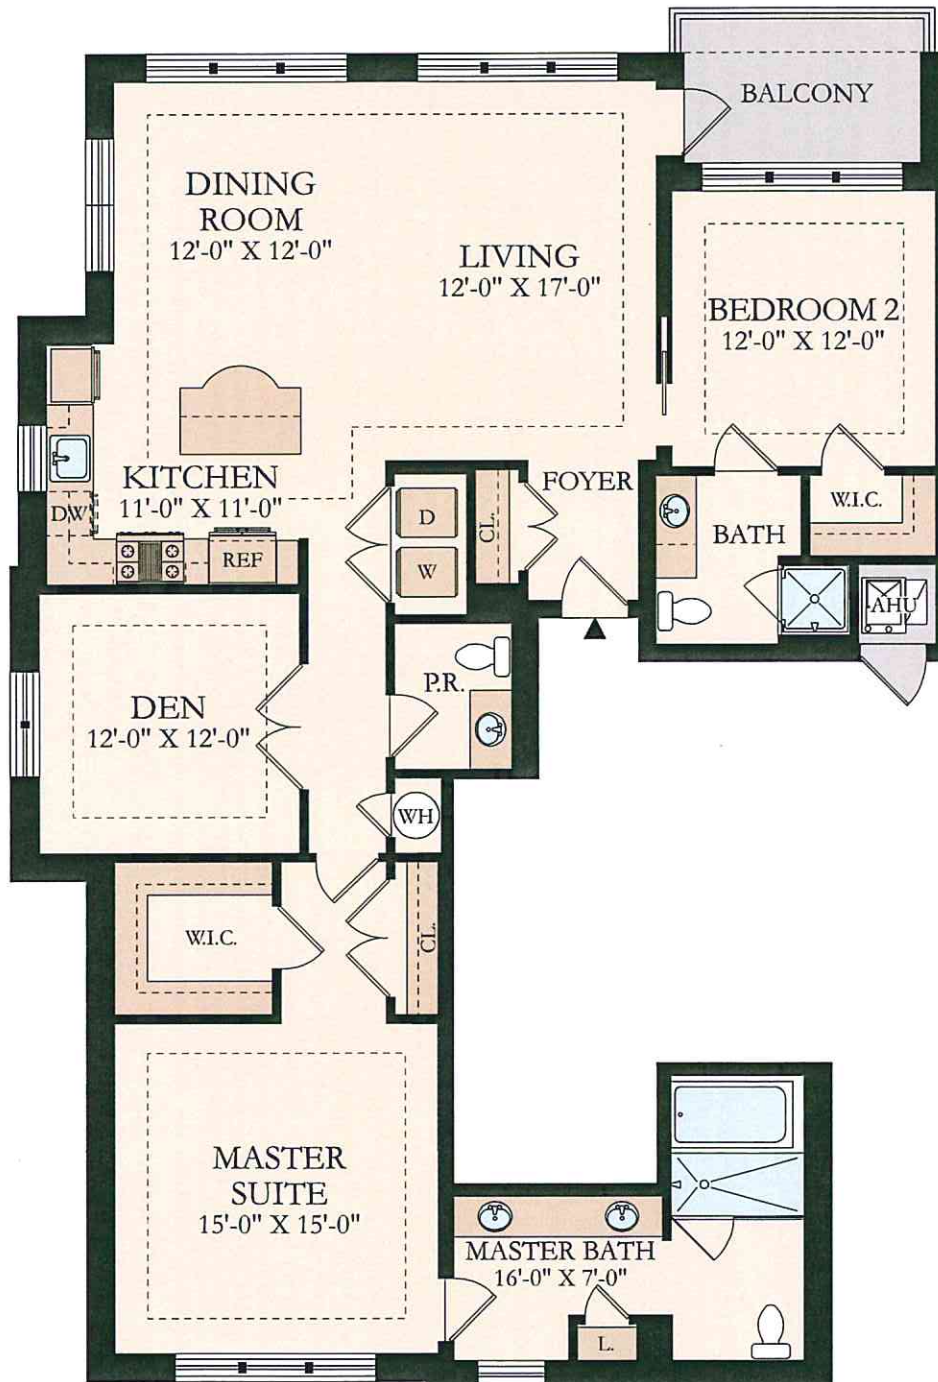 BALCONY
DINING
ROOM
12'-0" X 12'-0"
LIVING
12'-0" X 17'-0"
BEDROOM 2
12'-0" X 12'-0"
KITCHEN
11'-0" X 11'-0"
DW
REF
D
W
CL.
FOYER
BATH
W.I.C.
AHU
DEN
12'-0" X 12'-0"
P.R.
WH
W.I.C.
CL.
MASTER
SUITE
15'-0" X 15'-0"
MASTER BATH
16'-0" X 7'-0"
L.